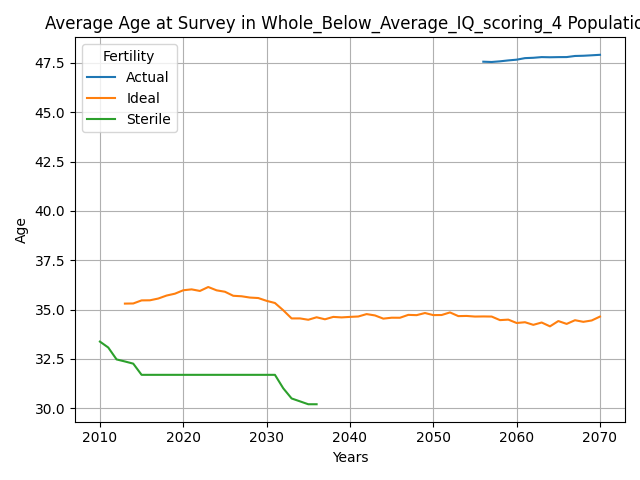 Average Age at Survey in Whole_Below_Average_IQ_scoring_4 Populatio
Fertility
Actual
Ideal
Sterile
47.5
45.0
42.5
40.0
37.5
35.0
32.5
30.0
Age
2010 2020 2030 2040 2050 2060 2070
Years